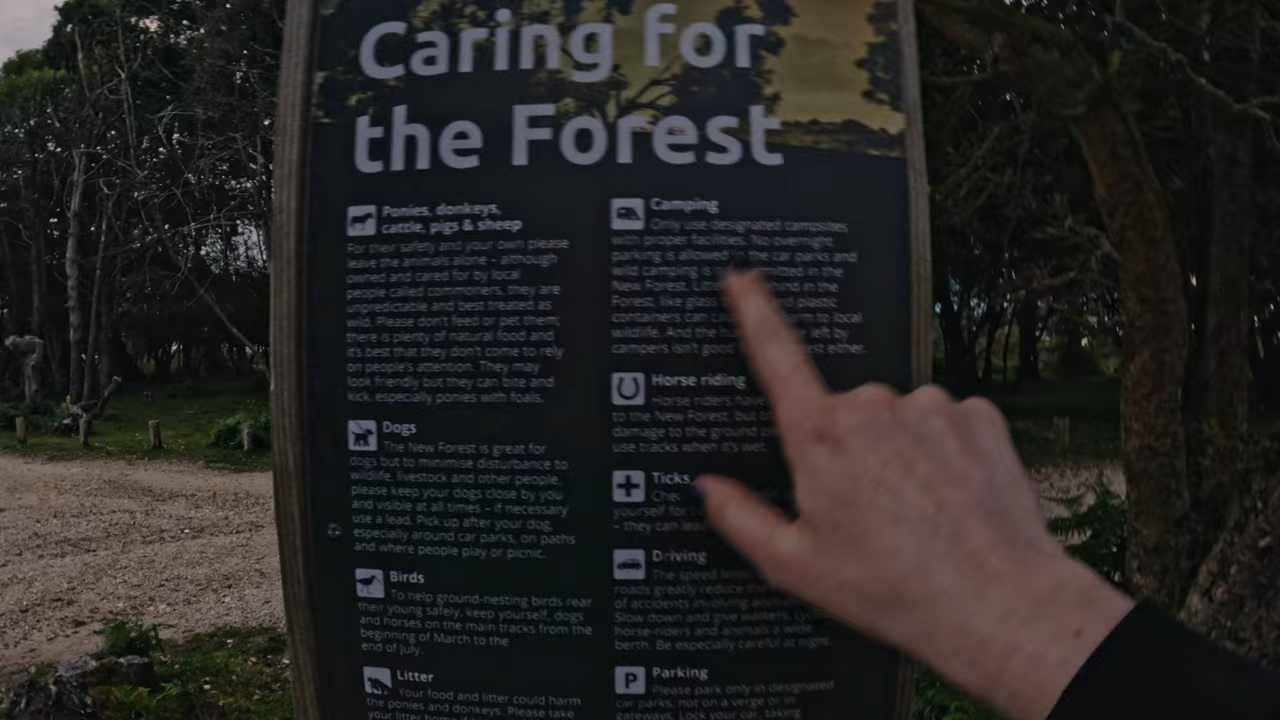 Caring for
the Forest
Ponies, donkeys,
cattle, pigs & sheep
For their safety and your own please
leave the animals alone – although
owned and cared for by local
people called commoners, they are
unpredictable and best treated as
wild. Please don't feed or pet them
there is plenty of natural food and
it's best that they don't come to rely
on people's attention. They may
look friendly but they can bite and
kick, especially ponies with foals.
Dogs
The New Forest is great for
dogs but to minimise disturbance to
wildlife, livestock and other people,
please keep your dogs close by you
and visible at all times – if necessary
use a lead. Pick up after your dog,
especially around car parks, on paths
and where people play or picnic.
Birds
To help ground-nesting birds rear
their young safely, keep yourself, dogs
and horses on the main tracks from the
beginning of March to the
end of July.
Litter
Your food and litter could harm
the ponies and donkeys. Please take
your litter home
Camping
Only use designated campsites
with proper facilities. No overnight
parking is allowed the car parks and
wild camping is in the
New Forest. in the
Forest, like glass and plastic
containers can to local
wildlife. And the left by
campers isn't either.
Horse riding
Horse riders have
to the New Forest, but
damage to the ground
use tracks when it's wet.
Ticks
yourself for
– they can
Driving
The speed
roads greatly reduce
of accidents involving
Slow down and give walkers,
horse-riders and animals a wide
berth. Be especially careful at night.
Parking
Please park only in designated
car parks, not on a verge or in
gateways. Lock your car, taking